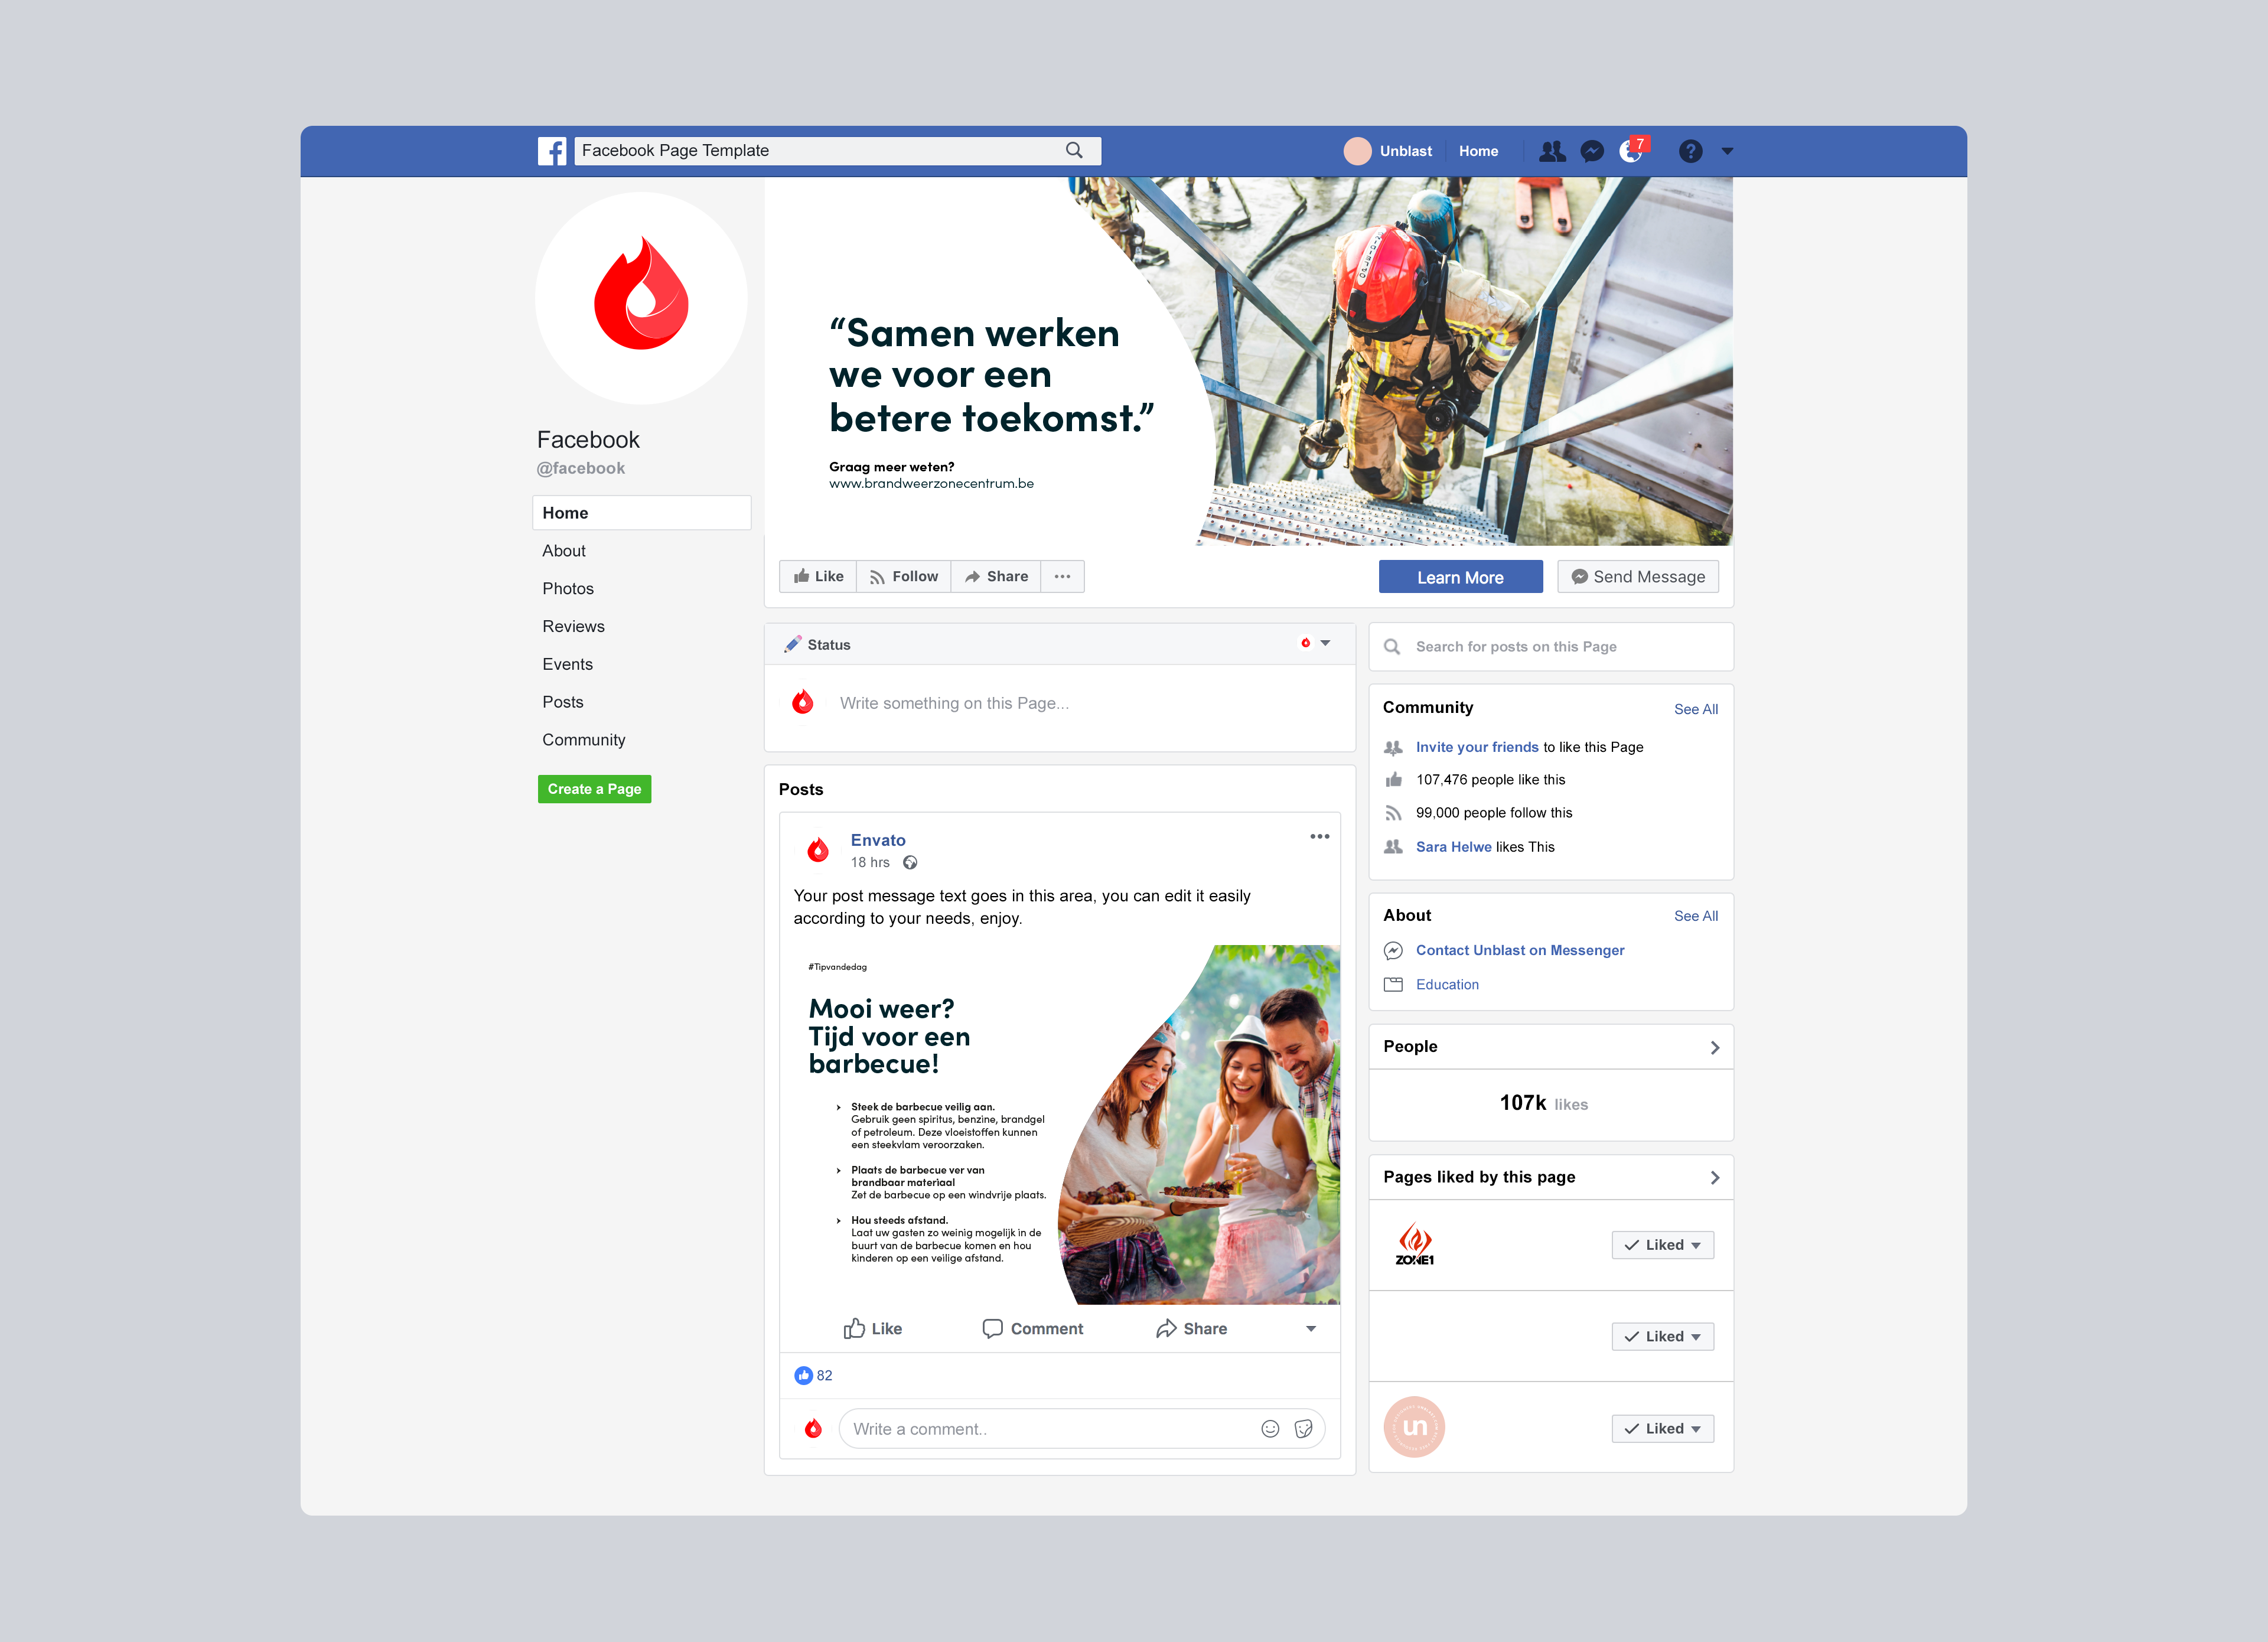 Facebook Page Template
Unblast
Home
7
?
Facebook
@facebook
Home
About
Photos
Reviews
Events
Posts
Community
Create a Page
“Samen werken
we voor een
betere toekomst.”
Graag meer weten?
www.brandweerzonecentrum.be
Like
Follow
Share
Learn More
Send Message
Status
Write something on this Page...
Posts
Envato
18 hrs
Your post message text goes in this area, you can edit it easily
according to your needs, enjoy.
#Tipvandedag
Mooi weer?
Tijd voor een
barbecue!
Steek de barbecue veilig aan.
Gebruik geen spiritus, benzine, brandgel
of petroleum. Deze vloeistoffen kunnen
een steekvlam veroorzaken.
Plaats de barbecue ver van
brandbaar materiaal
Zet de barbecue op een windvrije plaats.
Hou steeds afstand.
Laat uw gasten zo weinig mogelijk in de
buurt van de barbecue komen en hou
kinderen op een veilige afstand.
Like
Comment
Share
82
Write a comment..
Search for posts on this Page
Community
See All
Invite your friends to like this Page
107,476 people like this
99,000 people follow this
Sara Helwe likes This
About
See All
Contact Unblast on Messenger
Education
People
107k likes
Pages liked by this page
ZONE1
Liked
Liked
un
Liked